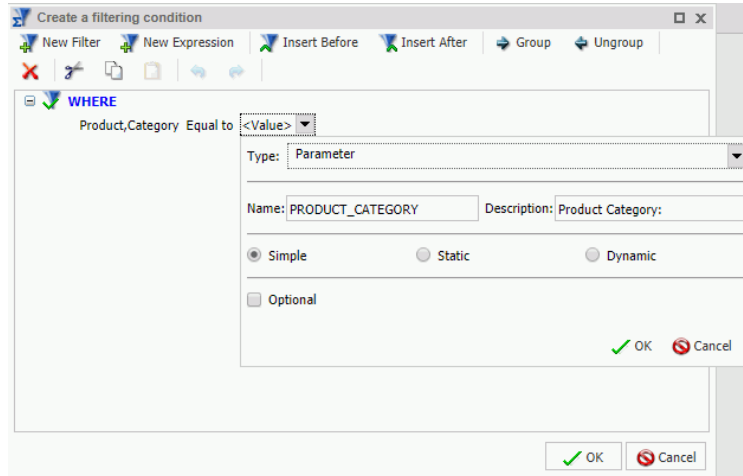 Create a filtering condition
New Filter New Expression Insert Before Insert After Group Ungroup
WHERE
Product,Category Equal to <Value>
Type: Parameter
Name: PRODUCT_CATEGORY Description: Product Category:
Simple Static Dynamic
Optional
OK Cancel
OK Cancel